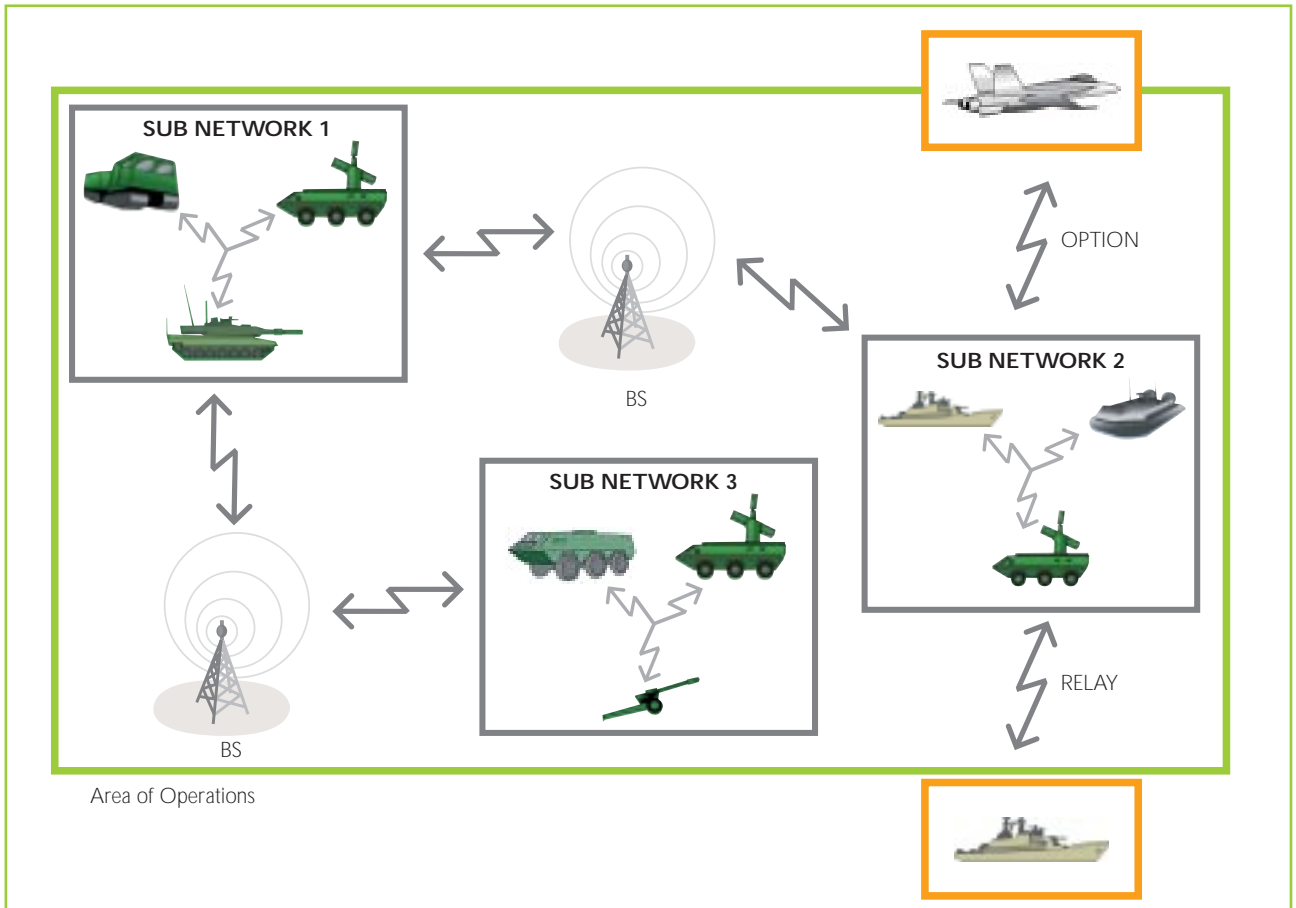 SUB NETWORK 1
OPTION
SUB NETWORK 2
BS
SUB NETWORK 3
RELAY
BS
Area of Operations